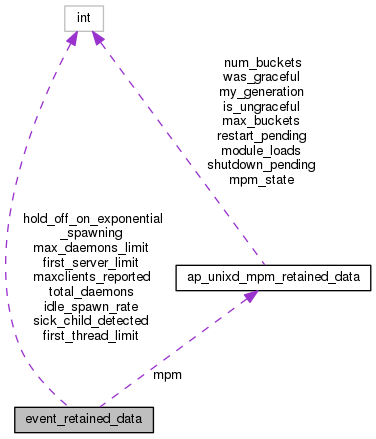 int
num_buckets
was_graceful
my_generation
is_ungraceful
max_buckets
restart_pending
module_loads
shutdown_pending
mpm_state
hold_off_on_exponential
_spawning
max_daemons_limit
first_server_limit
maxclients_reported
total_daemons
idle_spawn_rate
sick_child_detected
first_thread_limit
ap_unixd_mpm_retained_data
mpm
event_retained_data